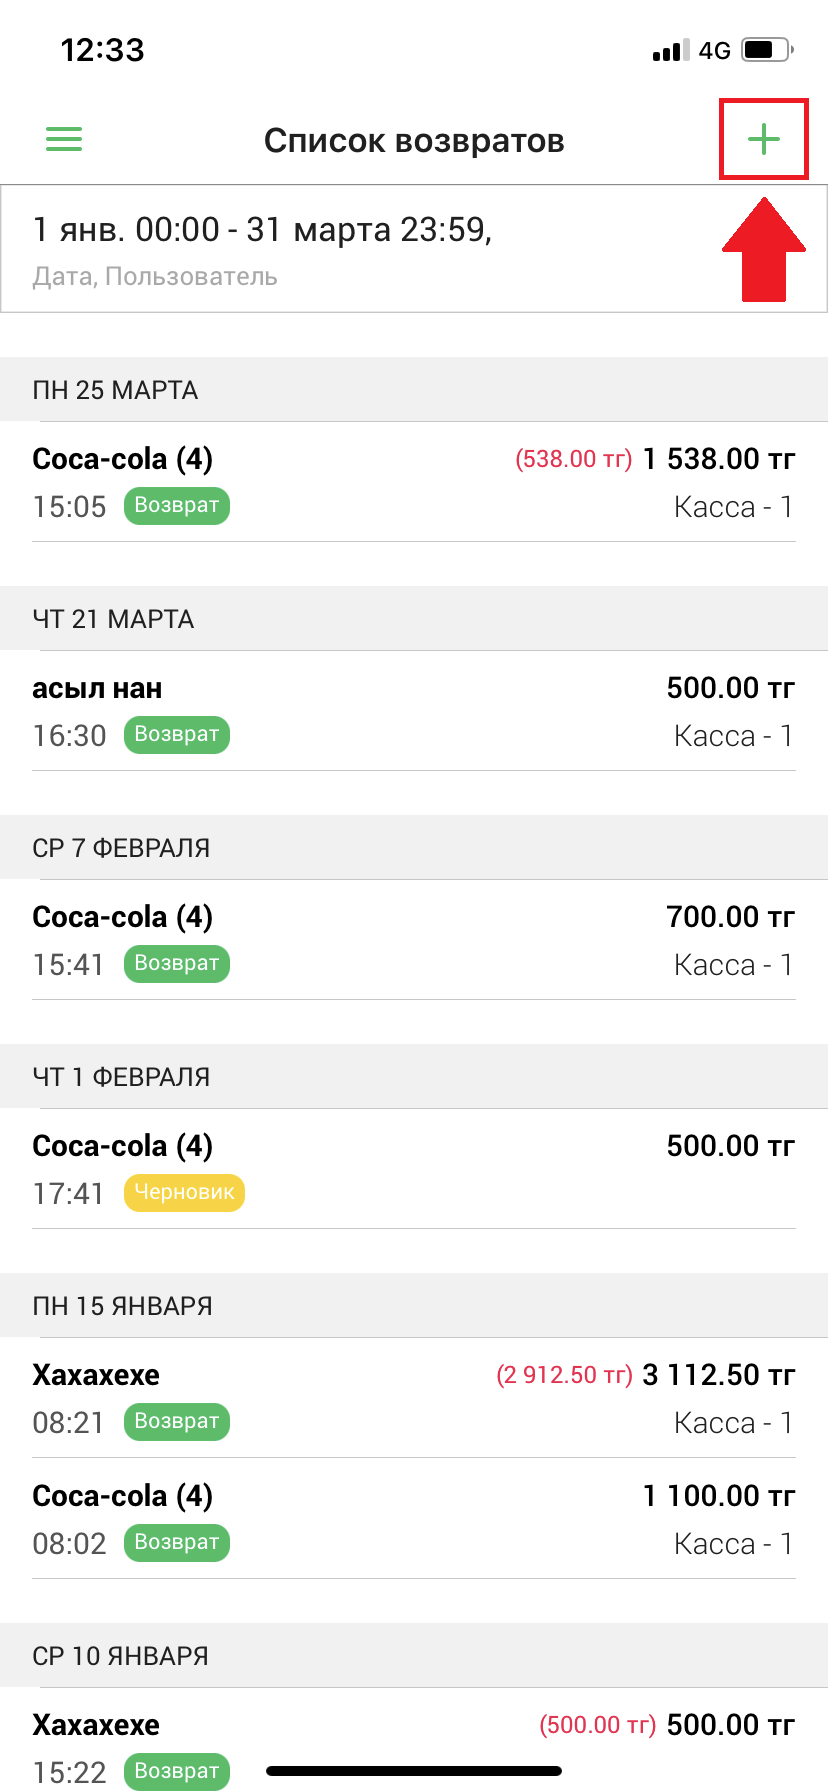 12:33 4G
Список возвратов
1 янв. 00:00 - 31 марта 23:59,
Дата, Пользователь
ПН 25 МАРТА
Coca-cola (4) (538.00 тг) 1 538.00 тг
15:05 Возврат Касса - 1
ЧТ 21 МАРТА
асыл нан 500.00 тг
16:30 Возврат Касса - 1
СР 7 ФЕВРАЛЯ
Coca-cola (4) 700.00 тг
15:41 Возврат Касса - 1
ЧТ 1 ФЕВРАЛЯ
Coca-cola (4) 500.00 тг
17:41 Черновик
ПН 15 ЯНВАРЯ
Хахахехе (2 912.50 тг) 3 112.50 тг
08:21 Возврат Касса - 1
Coca-cola (4) 1 100.00 тг
08:02 Возврат Касса - 1
СР 10 ЯНВАРЯ
Хахахехе (500.00 тг) 500.00 тг
15:22 Возврат